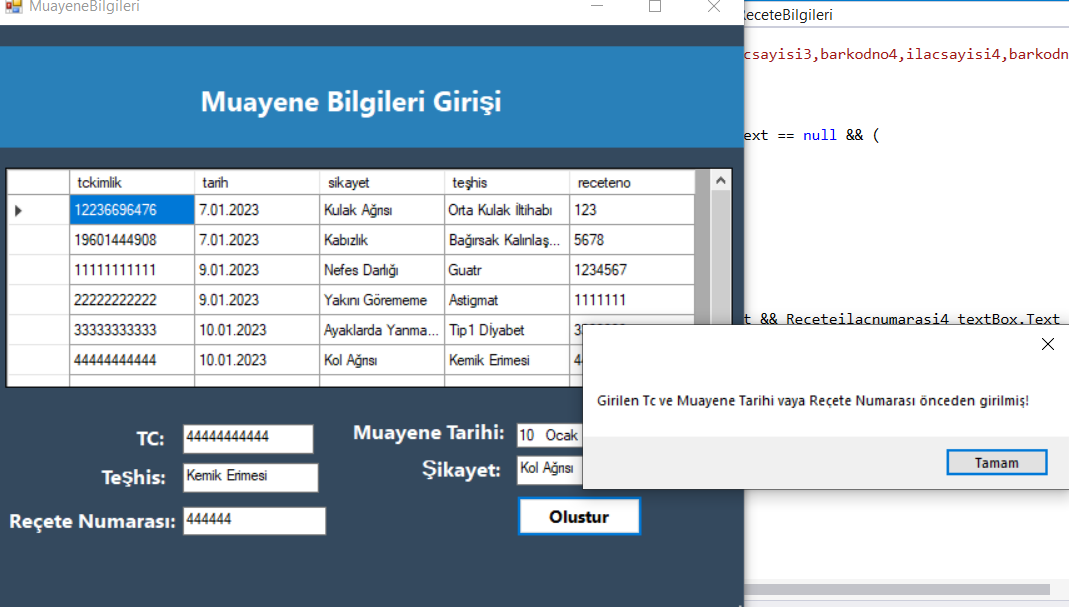 MuayeneBilgileri
ReceteBilgileri
csayisi3,barkodno4,ilacsayisi4,barkodn
Muayene Bilgileri Girişi
ext == null && (
tckimlik tarih sikayet teşhis receteno
12236696476 7.01.2023 Kulak Ağrısı Orta Kulak İltihabı 123
19601444908 7.01.2023 Kabızlık Bağırsak Kalınlaş... 5678
11111111111 9.01.2023 Nefes Darlığı Guatr 1234567
22222222222 9.01.2023 Yakını Görememe Astigmat 1111111
t && Receteilacnumarasi4_textBox.Text
33333333333 10.01.2023 Ayaklarda Yanma... Tip1 Diyabet
44444444444 10.01.2023 Kol Ağrısı Kemik Erimesi
Girilen Tc ve Muayene Tarihi vaya Reçete Numarası önceden girilmiş!
Tamam
TC: 44444444444 Muayene Tarihi: 10 Ocak
Teşhis: Kemik Erimesi Şikayet: Kol Ağrısı
Reçete Numarası: 444444 Olustur